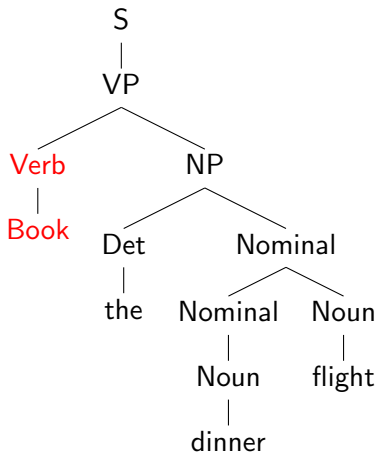 S
VP
Verb NP
Book Det Nominal
the Nominal Noun
Noun flight
dinner